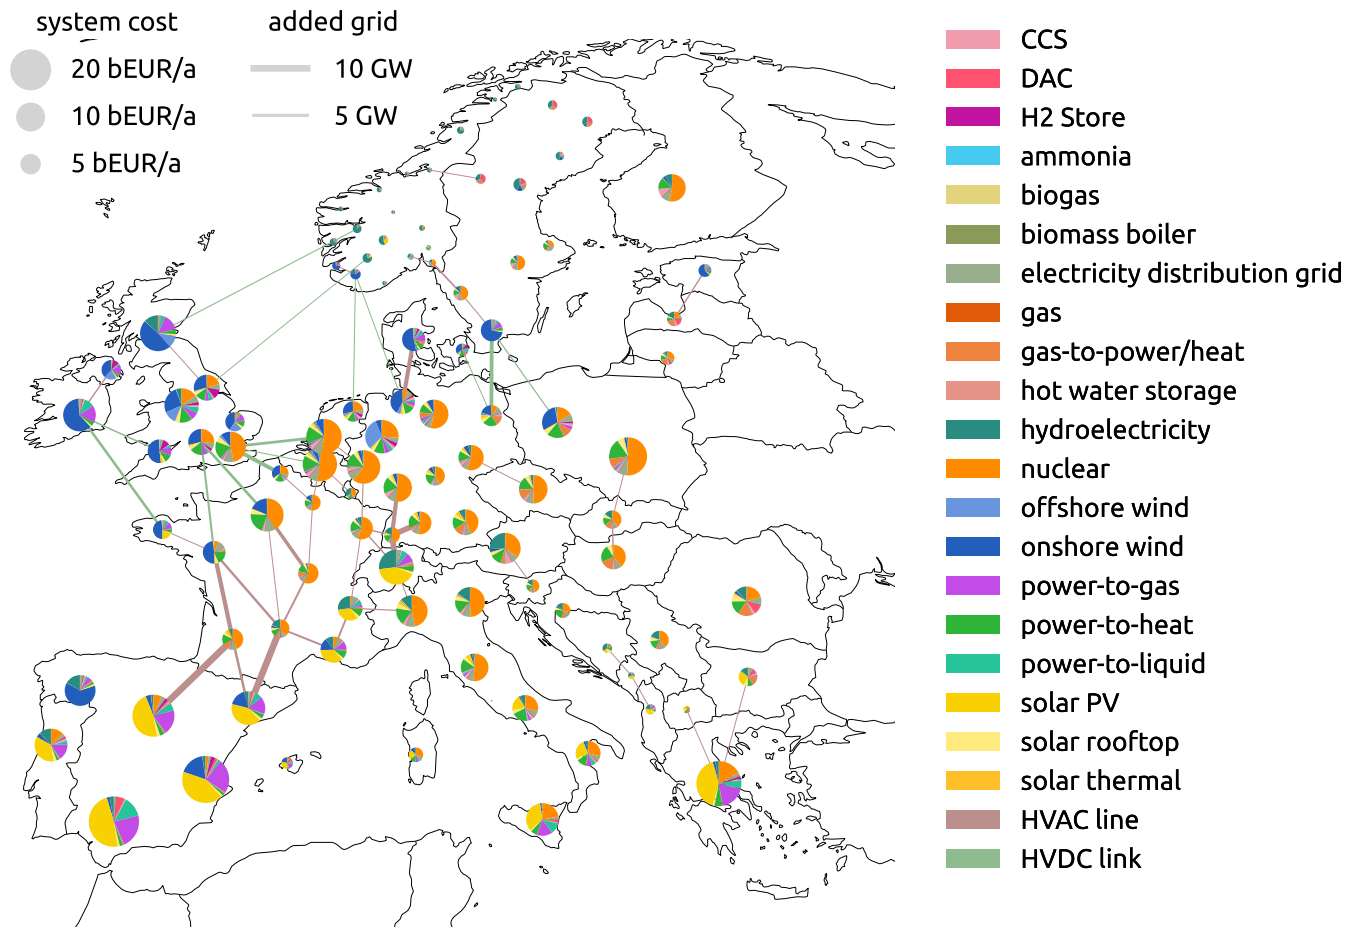 system cost
added grid
20 bEUR/a
10 GW
10 bEUR/a
5 GW
5 bEUR/a
CCS
DAC
H2 Store
ammonia
biogas
biomass boiler
electricity distribution grid
gas
gas-to-power/heat
hot water storage
hydroelectricity
nuclear
offshore wind
onshore wind
power-to-gas
power-to-heat
power-to-liquid
solar PV
solar rooftop
solar thermal
HVAC line
HVDC link